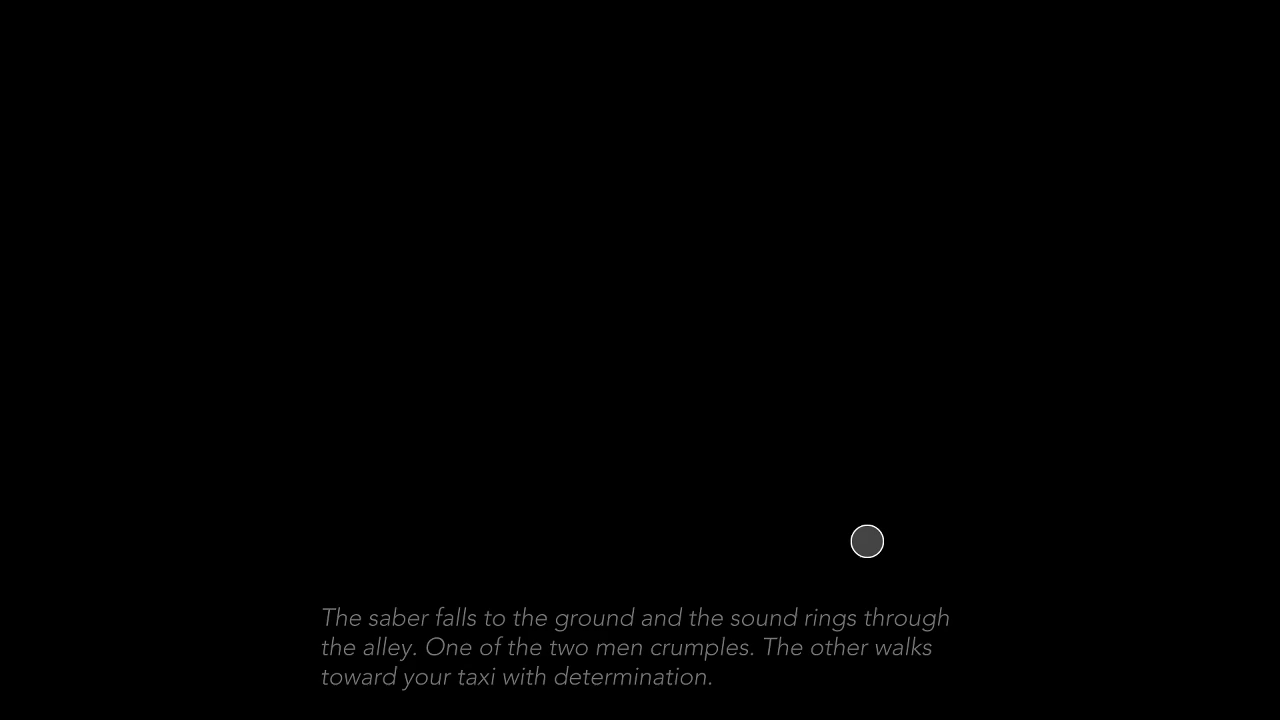 The saber falls to the ground and the sound rings through
the alley. One of the two men crumples. The other walks
toward your taxi with determination.